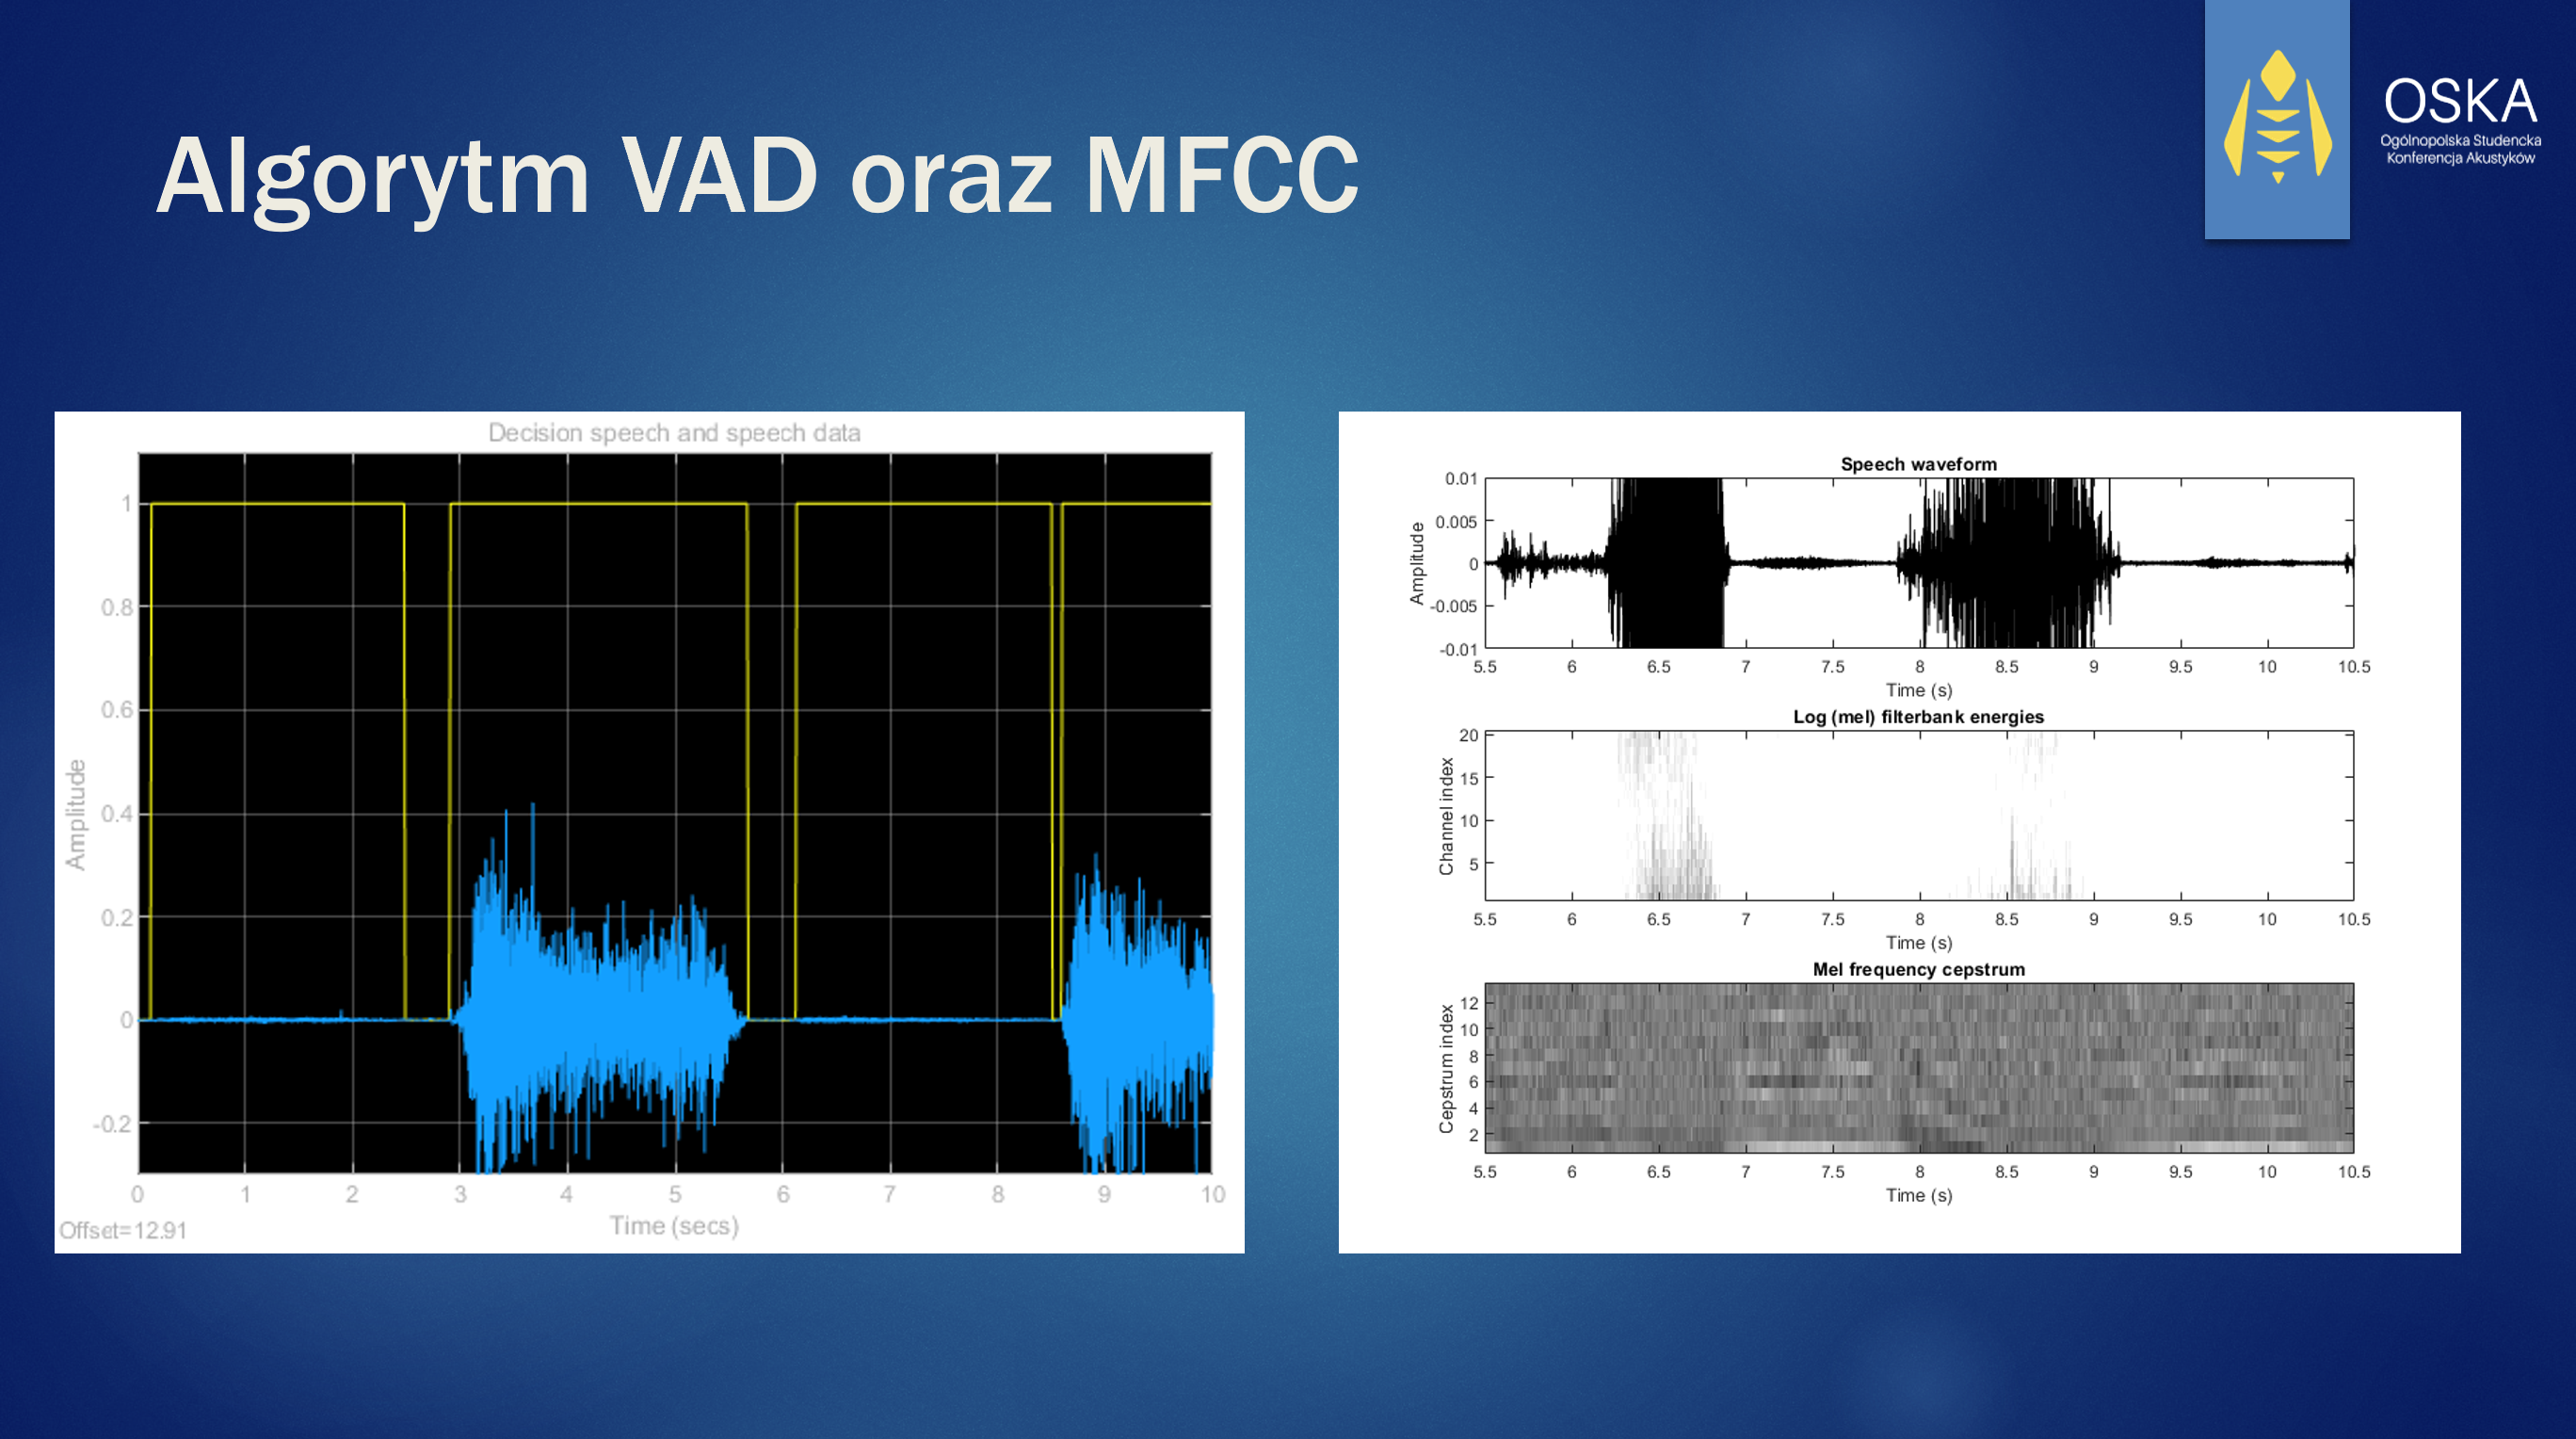 Algorytm VAD oraz MFCC
OSKA
Ogólnopolska Studencka
Konferencja Akustyków
Decision speech and speech data
1
0.8
0.6
0.4
0.2
0
-0.2
Amplitude
0 1 2 3 4 5 6 7 8 9 10
Time (secs)
Offset=12.91
Speech waveform
0.01
0.005
0
-0.005
-0.01
Amplitude
5.5 6 6.5 7 7.5 8 8.5 9 9.5 10 10.5
Time (s)
Log (mel) filterbank energies
20
15
10
5
Channel index
5.5 6 6.5 7 7.5 8 8.5 9 9.5 10 10.5
Time (s)
Mel frequency cepstrum
12
10
8
6
4
2
Cepstrum index
5.5 6 6.5 7 7.5 8 8.5 9 9.5 10 10.5
Time (s)